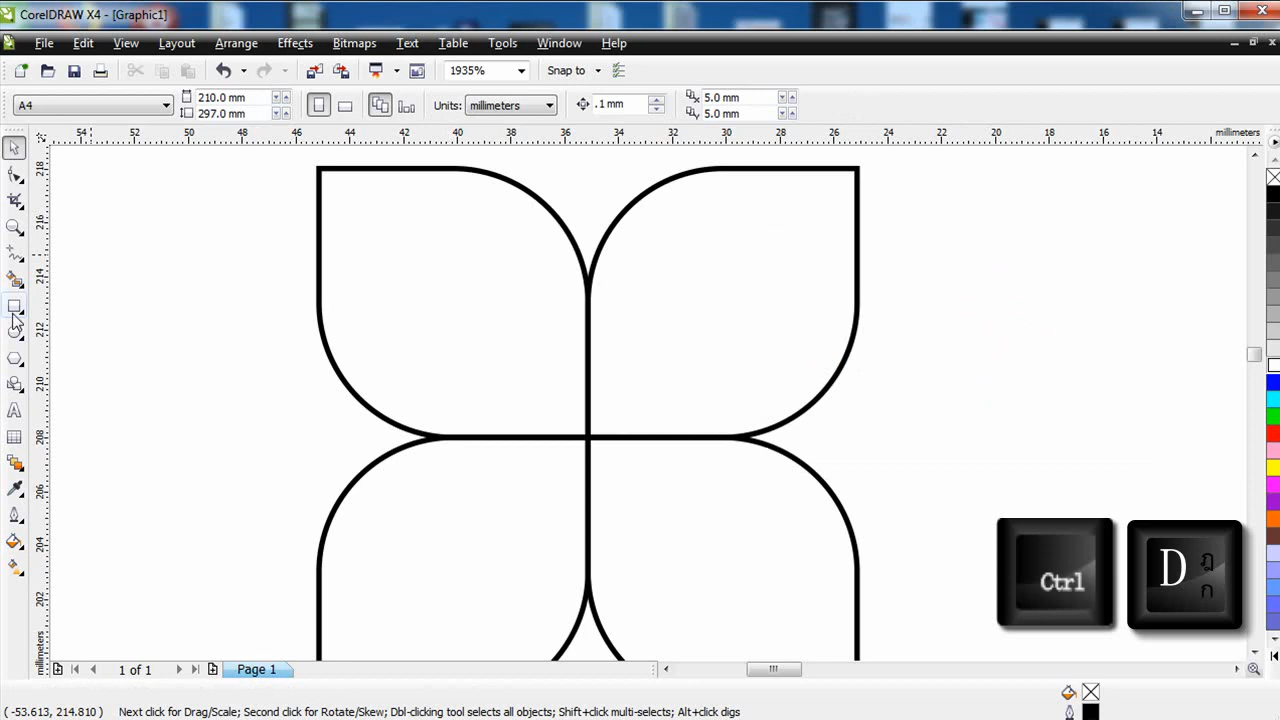 CorelDRAW X4 - [Graphic1]
File Edit View Layout Arrange Effects Bitmaps Text Table Tools Window Help
1935% Snap to
A4 210.0 mm 297.0 mm Units: millimeters .1 mm 5.0 mm 5.0 mm
54 52 50 48 46 44 42 40 38 36 34 32 30 28 26 24 22 20 18 16 14 millimeters
218
216
214
212
210
208
206
204
202
millimeters
Ctrl
D ฎ ก
1 of 1 Page 1
( -53.613, 214.810 ) Next click for Drag/Scale; Second click for Rotate/Skew; Dbl-clicking tool selects all objects; Shift+click multi-selects; Alt+click digs